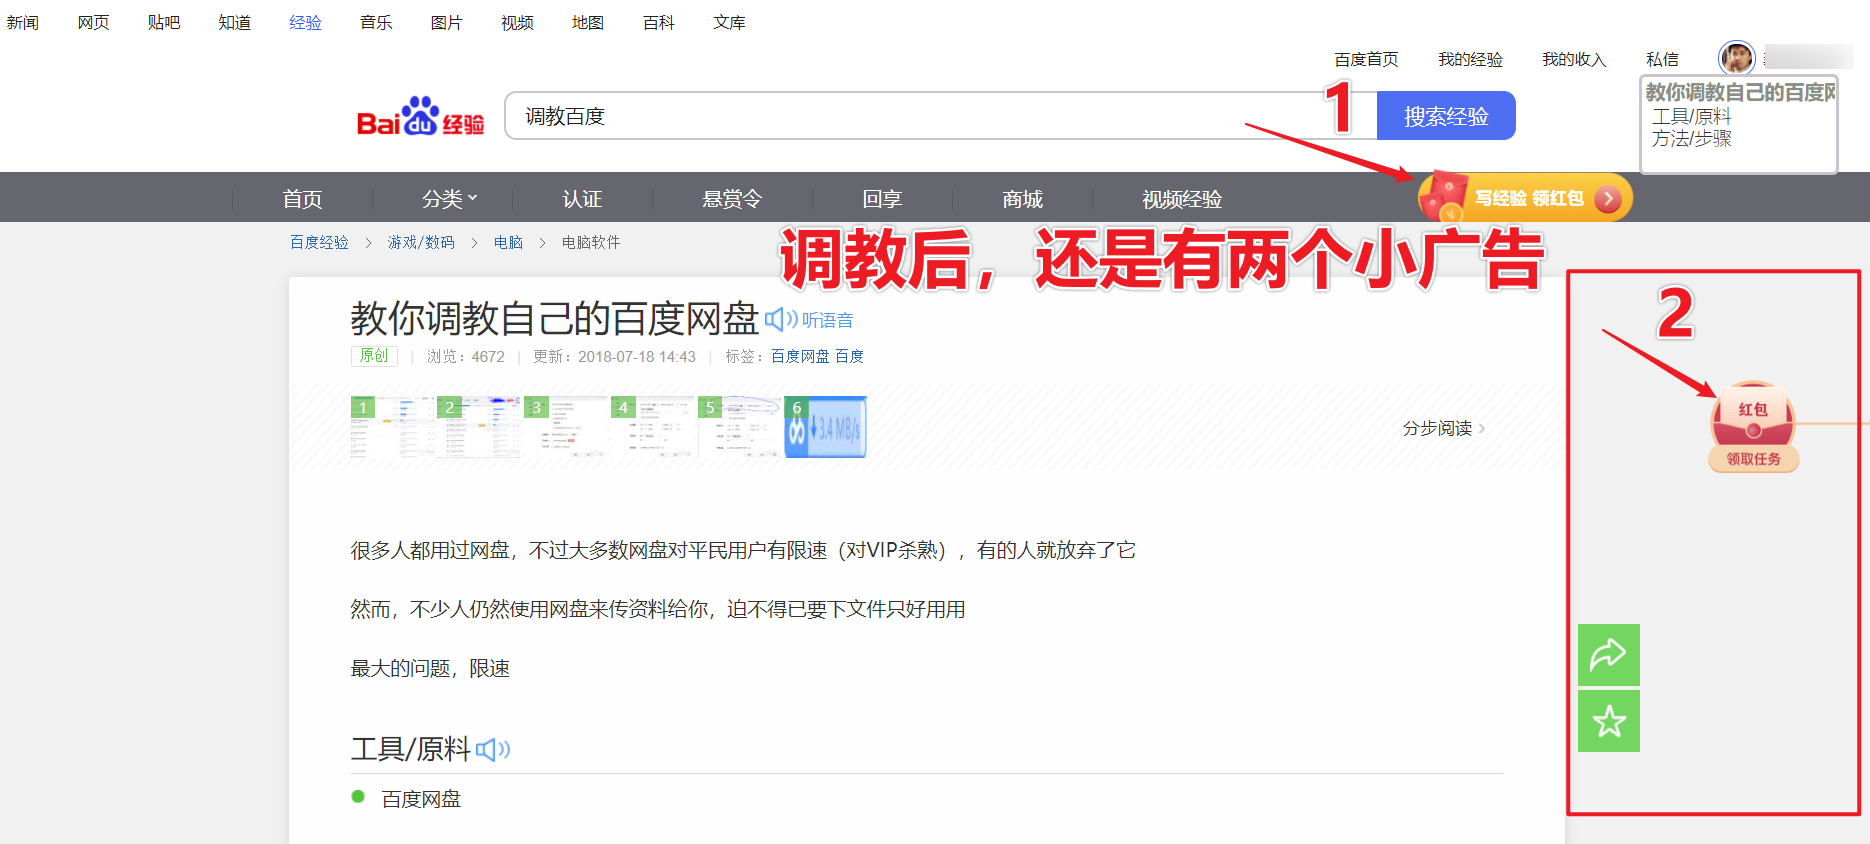 新闻 网页 贴吧 知道 经验 音乐 图片 视频 地图 百科 文库
百度首页 我的经验 我的收入 私信
Baidu 经验 调教百度 搜索经验
1
教你调教自己的百度网
工具/原料
方法/步骤
首页 分类 认证 悬赏令 回享 商城 视频经验 写经验 领红包
百度经验 > 游戏/数码 > 电脑 > 电脑软件
调教后，还是有两个小广告
2
教你调教自己的百度网盘 听语音
原创 | 浏览：4672 | 更新：2018-07-18 14:43 | 标签：百度网盘 百度
1 2 3 4 5 6
3.4 MB/s
分步阅读 >
红包
领取任务
很多人都用过网盘，不过大多数网盘对平民用户有限速（对VIP杀熟），有的人就放弃了它
然而，不少人仍然使用网盘来传资料给你，迫不得已要下文件只好用用
最大的问题，限速
工具/原料
百度网盘